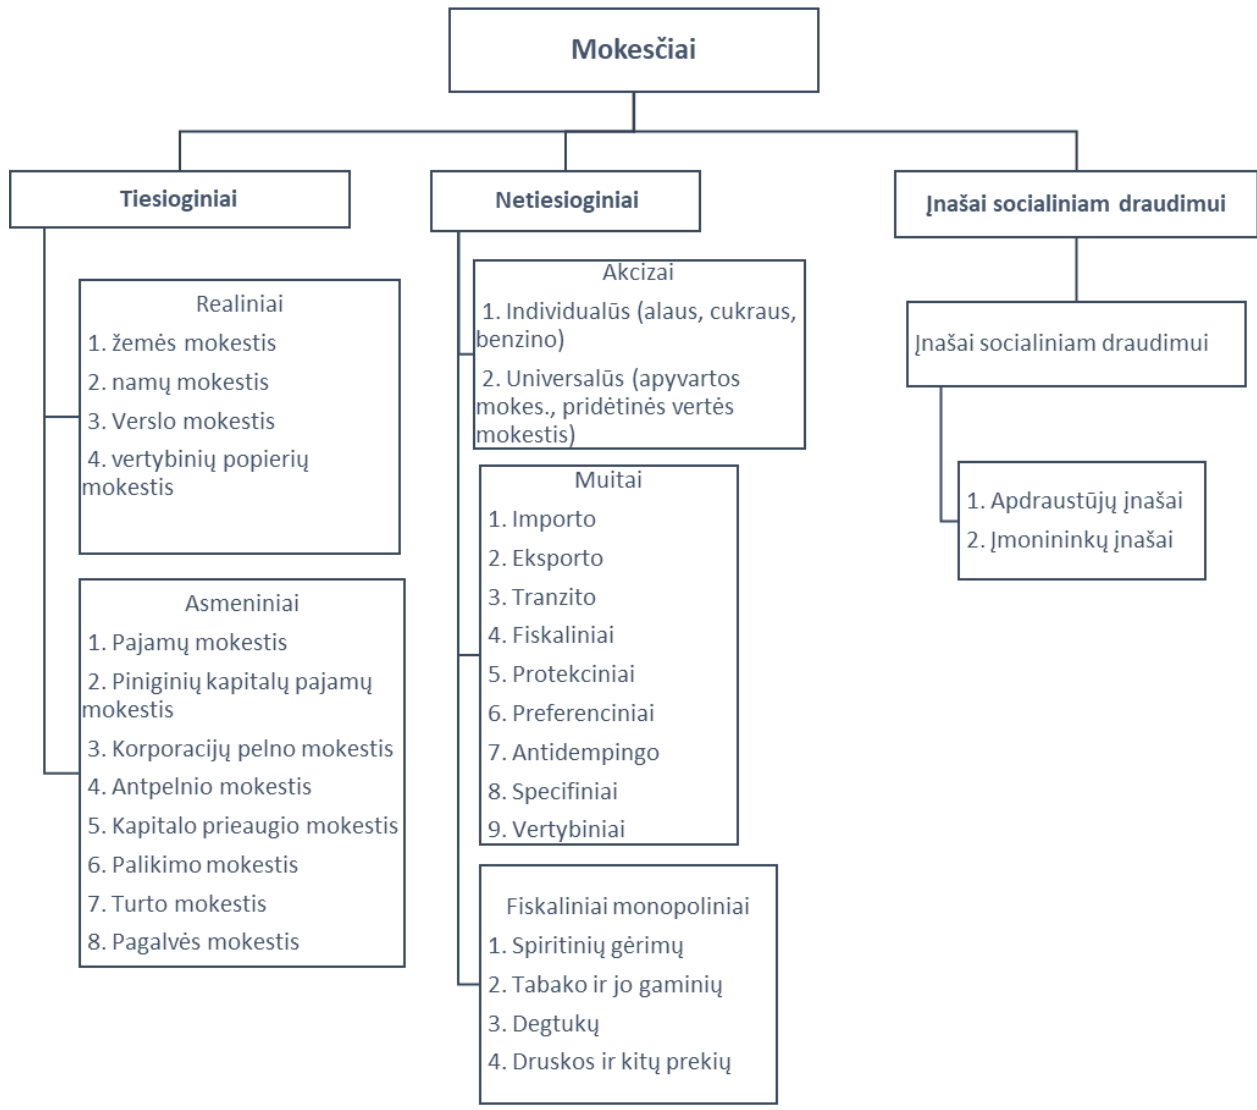 Mokesčiai
Tiesioginiai
Realiniai
1. žemės mokestis
2. namų mokestis
3. Verslo mokestis
4. vertybinių popierių
mokestis
Asmeniniai
1. Pajamų mokestis
2. Piniginių kapitalų pajamų
mokestis
3. Korporacijų pelno mokestis
4. Antpelnio mokestis
5. Kapitalo prieaugio mokestis
6. Palikimo mokestis
7. Turto mokestis
8. Pagalvės mokestis
Netiesioginiai
Akcizai
1. Individualūs (alaus, cukraus,
benzino)
2. Universalūs (apyvartos
mokes., pridėtinės vertės
mokestis)
Muitai
1. Importo
2. Eksporto
3. Tranzito
4. Fiskaliniai
5. Protekciniai
6. Preferenciniai
7. Antidempingo
8. Specifiniai
9. Vertybiniai
Fiskaliniai monopoliniai
1. Spiritinių gėrimų
2. Tabako ir jo gaminių
3. Degtukų
4. Druskos ir kitų prekių
Įnašai socialiniam draudimui
Įnašai socialiniam draudimui
1. Apdraustųjų įnašai
2. Įmonininkų įnašai